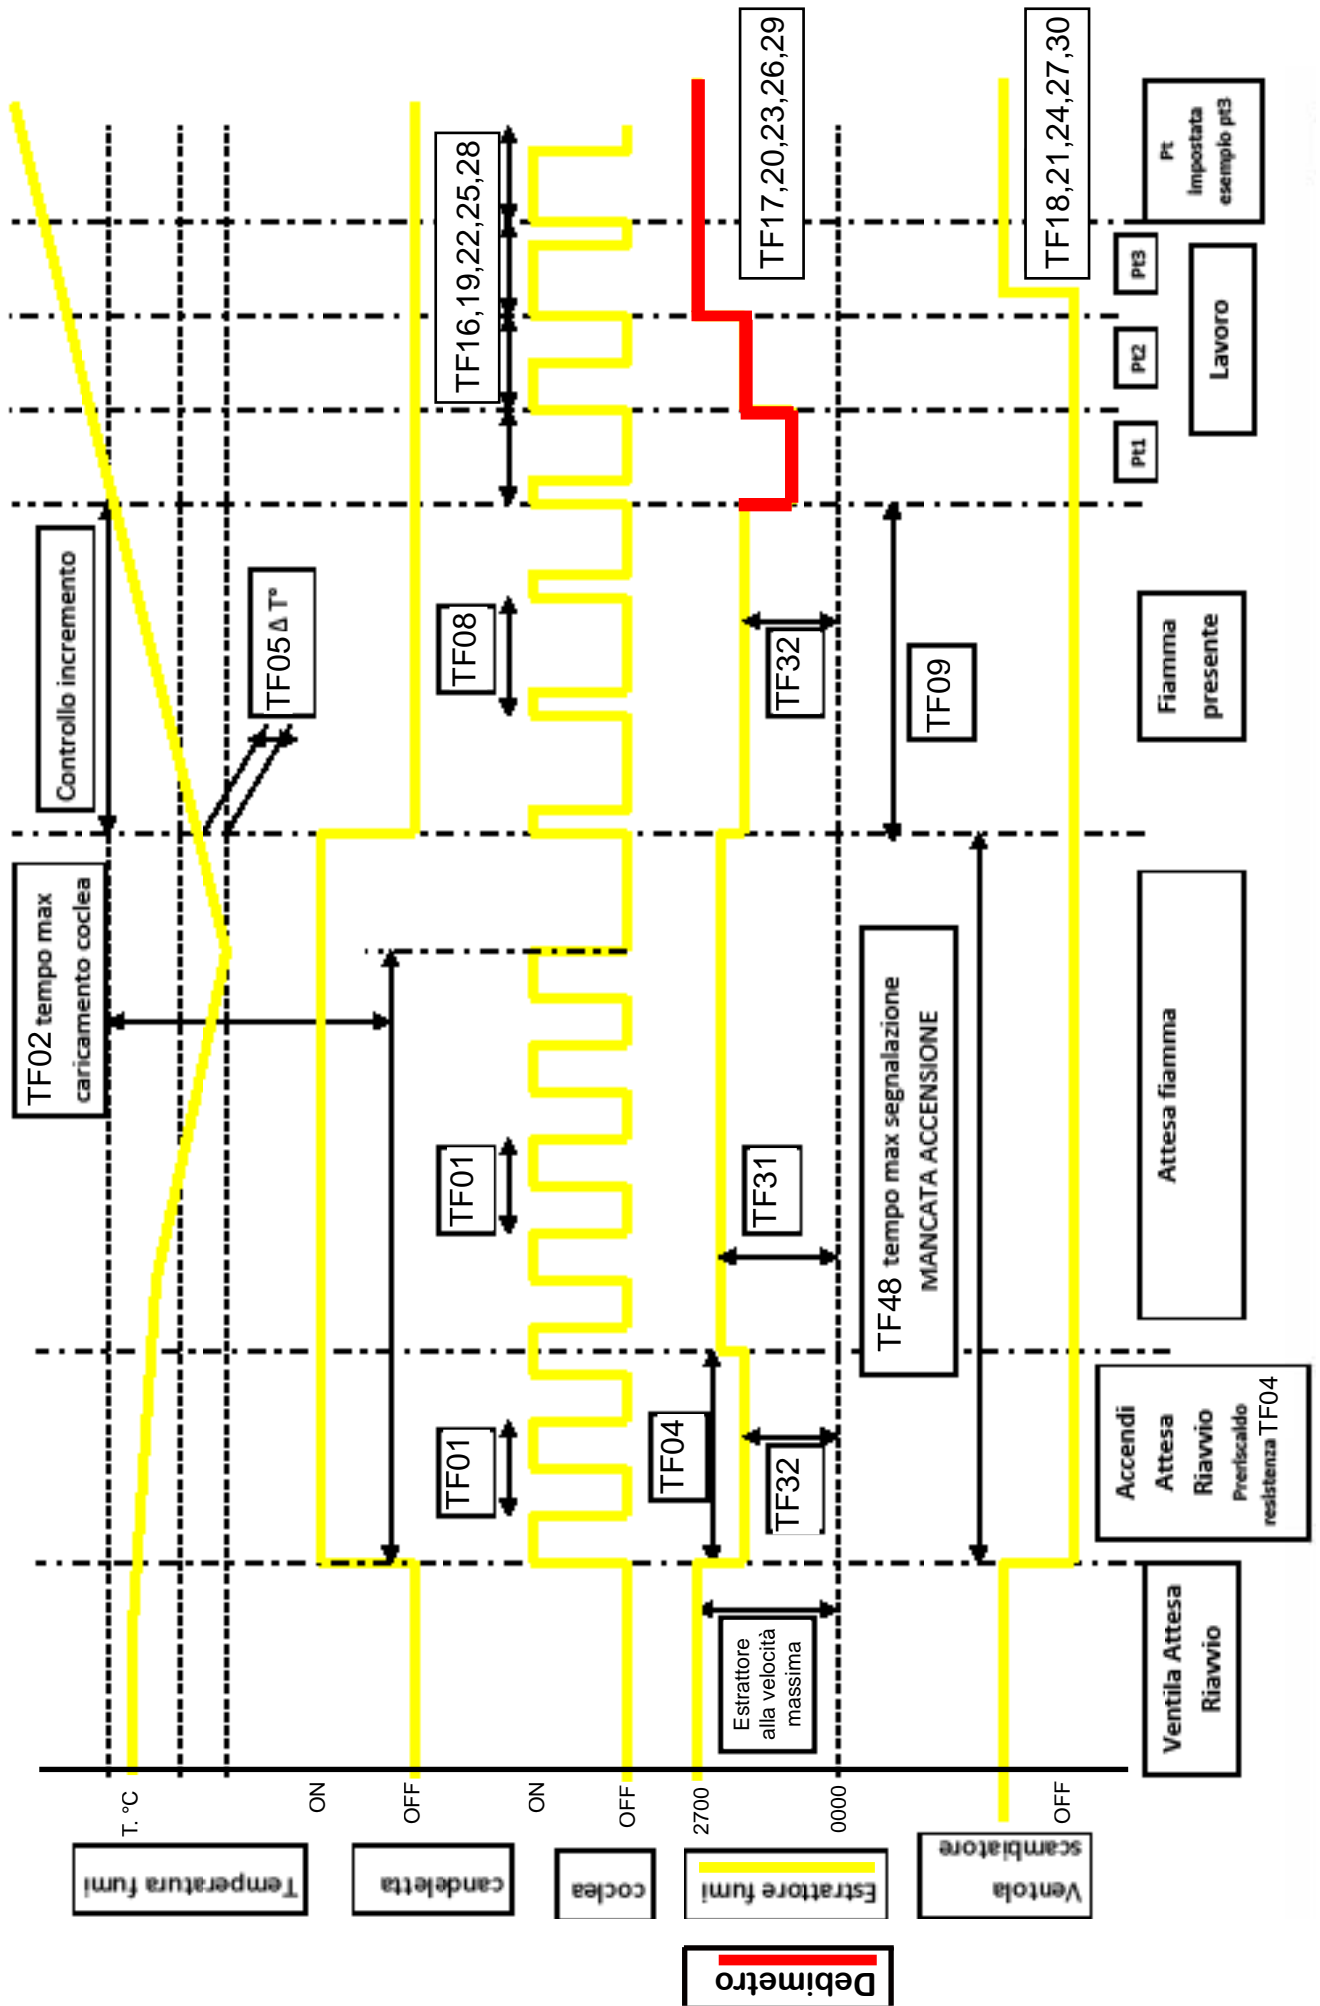 Temperatura fumi
T. °C
TF02 tempo max
caricamento coclea
Controllo incremento
TF05 Δ T°
candeletta
ON
OFF
coclea
ON
OFF
TF01
TF01
TF08
TF16,19,22,25,28
Estrattore fumi
Debimetro
2700
0000
Estrattore
alla velocità
massima
TF04
TF32
TF31
TF32
TF17,20,23,26,29
TF48 tempo max segnalazione
MANCATA ACCENSIONE
TF09
Ventola
scambiatore
OFF
TF18,21,24,27,30
Ventila Attesa
Riavvio
Accendi
Attesa
Riavvio
Preriscaldo
resistenza TF04
Attesa fiamma
Fiamma
presente
Pt1
Pt2
Pt3
Lavoro
Pt
Impostata
esempio pt3